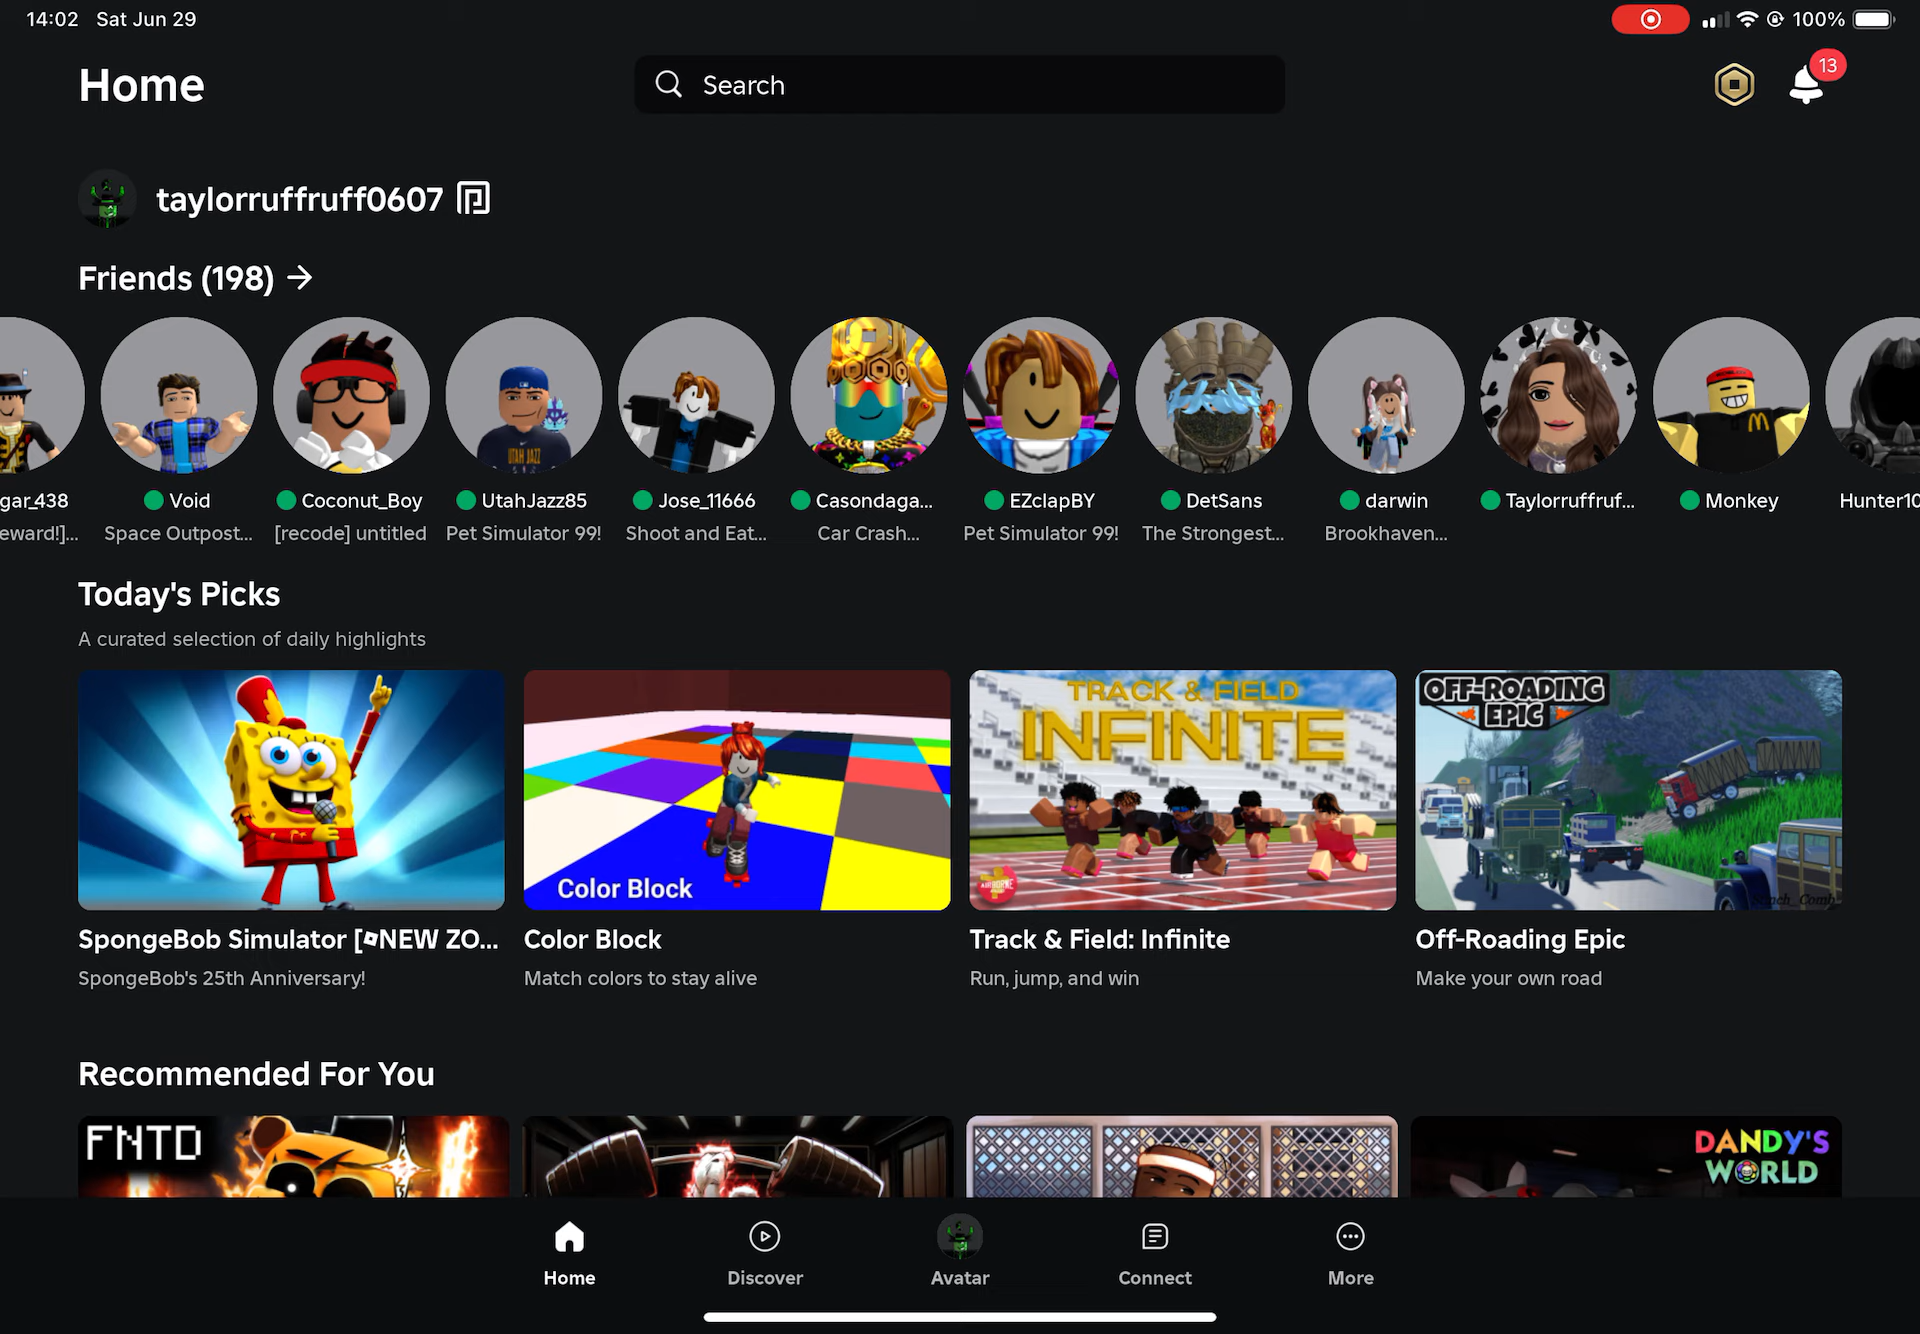 14:02 Sat Jun 29 100%
Home
Search
13
taylorruffruff0607
Friends (198) →
gar_438 Void Coconut_Boy UtahJazz85 Jose_11666 Casondaga... EZclapBY DetSans darwin Taylorruffruf... Monkey Hunter10
eward!]... Space Outpost... [recode] untitled Pet Simulator 99! Shoot and Eat... Car Crash... Pet Simulator 99! The Strongest... Brookhaven...
UTAH JAZZ
Today's Picks
A curated selection of daily highlights
Color Block
TRACK & FIELD
INFINITE
OFF-ROADING
EPIC
SpongeBob Simulator [NEW ZO... Color Block Track & Field: Infinite Off-Roading Epic
SpongeBob's 25th Anniversary! Match colors to stay alive Run, jump, and win Make your own road
Recommended For You
FNTD
DANDY'S
WORLD
Home Discover Avatar Connect More